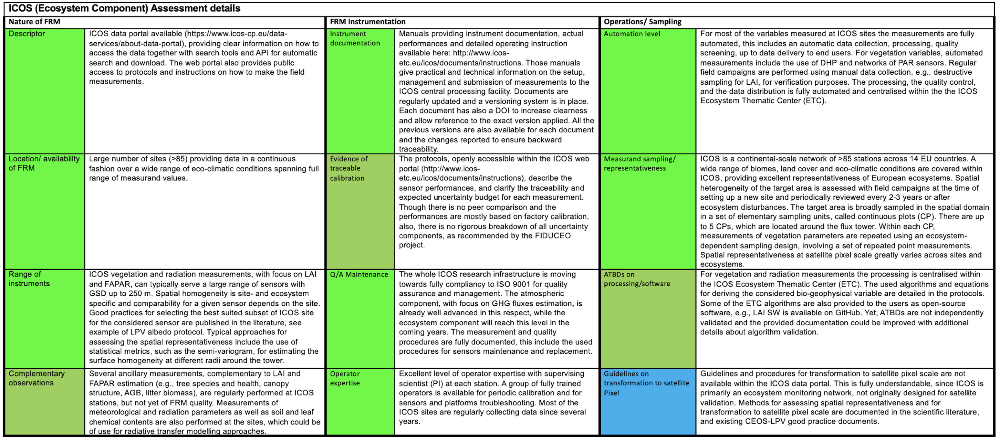 ICOS (Ecosystem Component) Assessment details
Nature of FRM
Descriptor
ICOS data portal available (https://www.icos-cp.eu/data-
services/about-data-portal), providing clear information on how to
access the data together with search tools and API for automatic
search and download. The web portal also provides public
access to protocols and instructions on how to make the field
measurements.
Location/ availability
of FRM
Large number of sites (>85) providing data in a continuous
fashion over a wide range of eco-climatic conditions spanning full
range of measurand values.
Range of
instruments
ICOS vegetation and radiation measurements, with focus on LAI
and FAPAR, can typically serve a large range of sensors with
GSD up to 250 m. Spatial homogeneity is site- and ecosystem
specific and comparability for a given sensor depends on the site.
Good practices for selecting the best suited subset of ICOS site
for the considered sensor are published in the literature, see
example of LPV albedo protocol. Typical approaches for
assessing the spatial representativeness include the use of
statistical metrics, such as the semi-variogram, for estimating the
surface homogeneity at different radii around the tower.
Complementary
observations
Several ancillary measurements, complementary to LAI and
FAPAR estimation (e.g., tree species and health, canopy
structure, AGB, litter biomass), are regularly performed at ICOS
stations, but not yet of FRM quality. Measurements of
meteorological and radiation parameters as well as soil and leaf
chemical contents are also performed at the sites, which could be
of use for radiative transfer modelling approaches.
FRM Instrumentation
Instrument
documentation
Manuals providing instrument documentation, actual
performances and detailed operating instruction
available here: http://www.icos-
etc.eu/icos/documents/instructions. Those manuals
give practical and technical information on the setup,
management and submission of measurements to the
ICOS central processing facility. Documents are
regularly updated and a versioning system is in place.
Each document has also a DOI to increase clearness
and allow reference to the exact version applied. All the
previous versions are also available for each document
and the changes reported to ensure backward
traceability.
Evidence of
traceable
calibration
The protocols, openly accessible within the ICOS web
portal (http://www.icos-
etc.eu/icos/documents/instructions), describe the
sensor performances, and clarify the traceability and
expected uncertainty budget for each measurement.
Though there is no peer comparison and the
performances are mostly based on factory calibration,
also, there is no rigorous breakdown of all uncertainty
components, as recommended by the FIDUCEO
project.
Q/A Maintenance
The whole ICOS research infrastructure is moving
towards fully compliancy to ISO 9001 for quality
assurance and management. The atmospheric
component, with focus on GHG fluxes estimation, is
already well advanced in this respect, while the
ecosystem component will reach this level in the
coming years. The measurement and quality
procedures are fully documented, this include the used
procedures for sensors maintenance and replacement.
Operator
expertise
Excellent level of operator expertise with supervising
scientist (PI) at each station. A group of fully trained
operators is available for periodic calibration and for
sensors and platforms troubleshooting. Most of the
ICOS sites are regularly collecting data since several
years.
Operations/ Sampling
Automation level
For most of the variables measured at ICOS sites the measurements are fully
automated, this includes an automatic data collection, processing, quality
screening, up to data delivery to end users. For vegetation variables, automated
measurements include the use of DHP and networks of PAR sensors. Regular
field campaigns are performed using manual data collection, e.g., destructive
sampling for LAI, for verification purposes. The processing, the quality control,
and the data distribution is fully automated and centralised within the the ICOS
Ecosystem Thematic Center (ETC).
Measurand sampling/
representativeness
ICOS is a continental-scale network of >85 stations across 14 EU countries. A
wide range of biomes, land cover and eco-climatic conditions are covered within
ICOS, providing excellent representativeness of European ecosystems. Spatial
heterogeneity of the target area is assessed with field campaigns at the time of
setting up a new site and periodically reviewed every 2-3 years or after
ecosystem disturbances. The target area is broadly sampled in the spatial domain
in a set of elementary sampling units, called continuous plots (CP). There are up
to 5 CPs, which are located around the flux tower. Within each CP,
measurements of vegetation parameters are repeated using an ecosystem-
dependent sampling design, involving a set of repeated point measurements.
Spatial representativeness at satellite pixel scale greatly varies across sites and
ecosystems.
ATBDs on
processing/software
For vegetation and radiation measurements the processing is centralised within
the ICOS Ecosystem Thematic Center (ETC). The used algorithms and equations
for deriving the considered bio-geophysical variable are detailed in the protocols.
Some of the ETC algorithms are also provided to the users as open-source
software, e.g., LAI SW is available on GitHub. Yet, ATBDs are not independently
validated and the provided documentation could be improved with additional
details about algorithm validation.
Guidelines on
transformation to satellite
Pixel
Guidelines and procedures for transformation to satellite pixel scale are not
available within the ICOS data portal. This is fully understandable, since ICOS is
primarily an ecosystem monitoring network, not originally designed for satellite
validation. Methods for assessing spatial representativeness and for
transformation to satellite pixel scale are documented in the scientific literature,
and existing CEOS-LPV good practice documents.